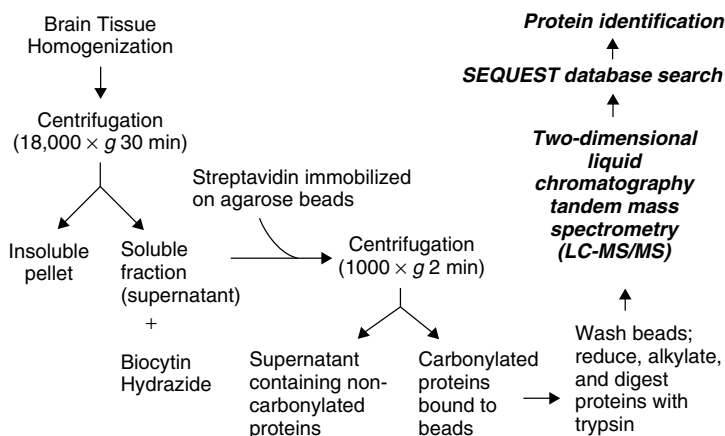 Brain Tissue
Homogenization
Centrifugation
(18,000 × g 30 min)
Insoluble
pellet
Soluble
fraction
(supernatant)
+
Biocytin
Hydrazide
Streptavidin immobilized
on agarose beads
Centrifugation
(1000 × g 2 min)
Supernatant
containing non-
carbonylated
proteins
Carbonylated
proteins
bound to
beads
Wash beads;
reduce, alkylate,
and digest
proteins with
trypsin
Two-dimensional
liquid
chromatography
tandem mass
spectrometry
(LC-MS/MS)
SEQUEST database search
Protein identification